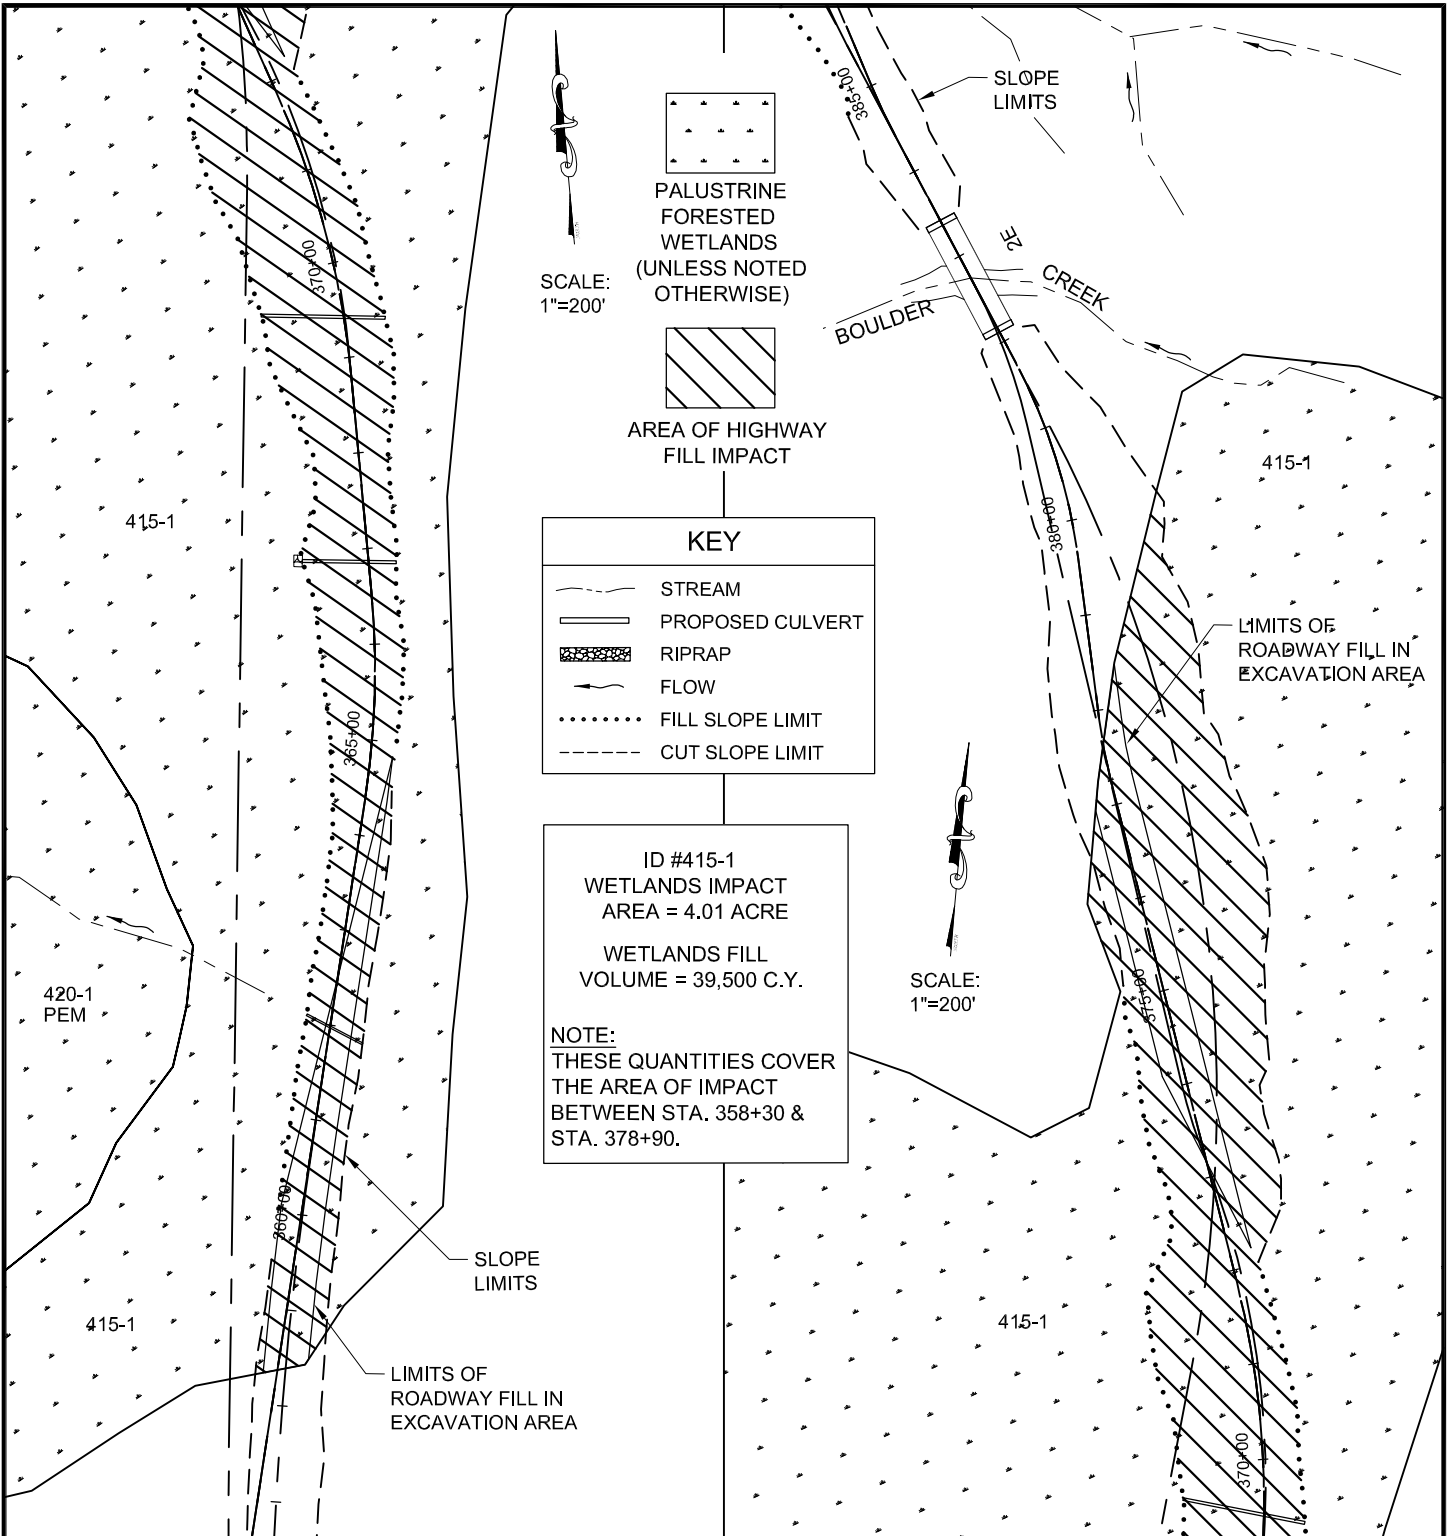 385+00
SLOPE
LIMITS
PALUSTRINE
FORESTED
WETLANDS
(UNLESS NOTED
OTHERWISE)
SCALE:
1"=200'
370+00
2E
BOULDER
CREEK
AREA OF HIGHWAY
FILL IMPACT
415-1
415-1
380+00
KEY
STREAM
PROPOSED CULVERT
RIPRAP
FLOW
FILL SLOPE LIMIT
CUT SLOPE LIMIT
LIMITS OF
ROADWAY FILL IN
EXCAVATION AREA
365+00
ID #415-1
WETLANDS IMPACT
AREA = 4.01 ACRE
WETLANDS FILL
VOLUME = 39,500 C.Y.
NOTE:
THESE QUANTITIES COVER
THE AREA OF IMPACT
BETWEEN STA. 358+30 &
STA. 378+90.
SCALE:
1"=200'
420-1
PEM
375+00
360+00
SLOPE
LIMITS
415-1
415-1
LIMITS OF
ROADWAY FILL IN
EXCAVATION AREA
370+00